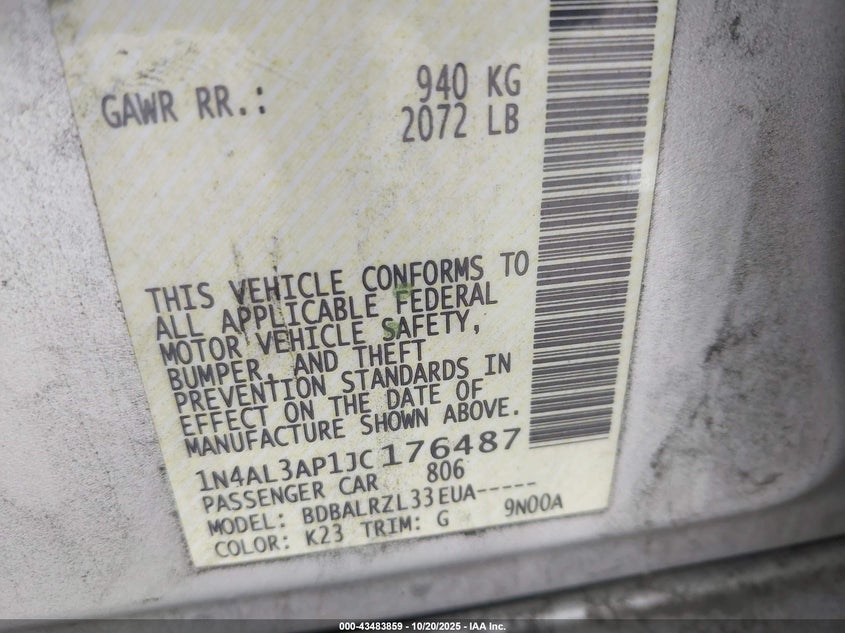 GAWR RR.: 940 KG
2072 LB
THIS VEHICLE CONFORMS TO
ALL APPLICABLE FEDERAL
MOTOR VEHICLE SAFETY,
BUMPER, AND THEFT
PREVENTION STANDARDS IN
EFFECT ON THE DATE OF
MANUFACTURE SHOWN ABOVE.
1N4AL3AP1JC176487
PASSENGER CAR 806
MODEL: BDBALRZL33EUA-----
COLOR: K23 TRIM: G 9N00A
000-43483859 | 10/20/2025 | IAA Inc.